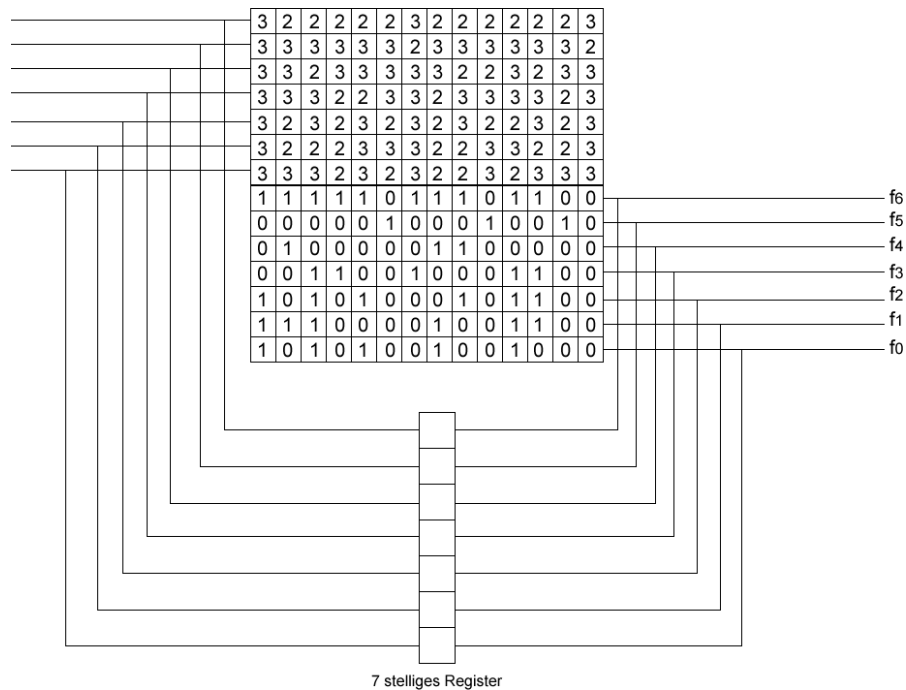 3 2 2 2 2 2 3 2 2 2 2 2 2 3
3 3 3 3 3 3 2 3 3 3 3 3 3 2
3 3 2 3 3 3 3 3 2 2 3 2 3 3
3 3 3 2 2 3 3 2 3 3 3 3 2 3
3 2 3 2 3 2 3 2 3 2 2 3 2 3
3 2 2 2 3 3 2 3 3 2 3 2 2 3
3 3 3 2 3 2 3 2 2 3 2 3 3 3
1 1 1 1 1 0 1 1 1 0 1 1 0 0 f6
0 0 0 0 0 1 0 0 0 1 0 0 1 0 f5
0 1 0 0 0 0 0 1 1 0 0 0 0 0 f4
0 0 1 1 0 0 1 0 0 0 1 1 0 0 f3
1 0 1 0 1 0 0 0 1 0 1 1 0 0 f2
1 1 1 0 0 0 0 1 0 0 1 1 0 0 f1
1 0 1 0 1 0 0 1 0 0 1 0 0 0 f0
7 stelliges Register